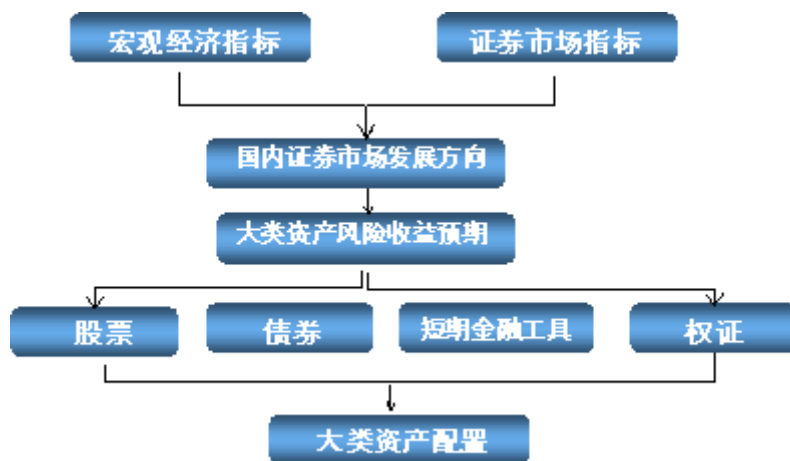 宏观经济指标
证券市场指标
国内证券市场发展方向
大类资产风险收益预期
股票
债券
短期金融工具
权证
大类资产配置